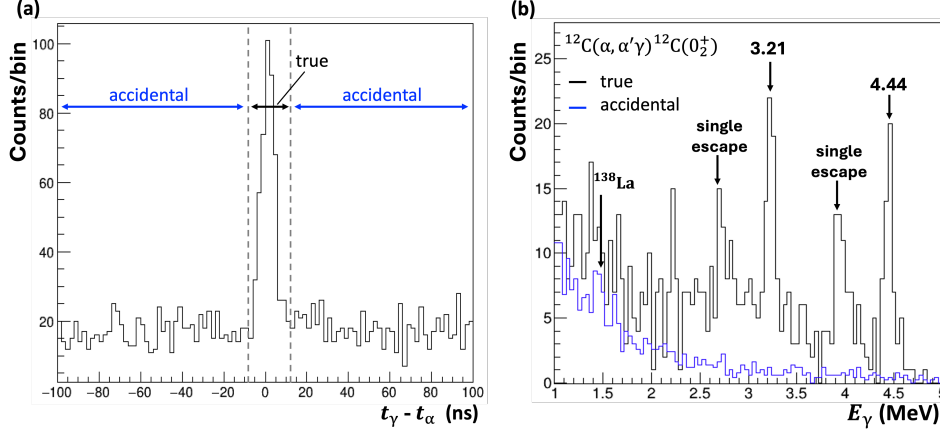 (a)
Counts/bin
100
80
60
40
20
0
true
accidental
accidental
−100
−80
−60
−40
−20
0
20
40
60
80
100
tγ - tα (ns)
(b)
Counts/bin
25
20
15
10
5
0
¹²C(α,α′γ)¹²C(0₂⁺)
true
accidental
3.21
4.44
single
escape
single
escape
¹³⁸La
1
1.5
2
2.5
3
3.5
4
4.5
5
Eγ (MeV)